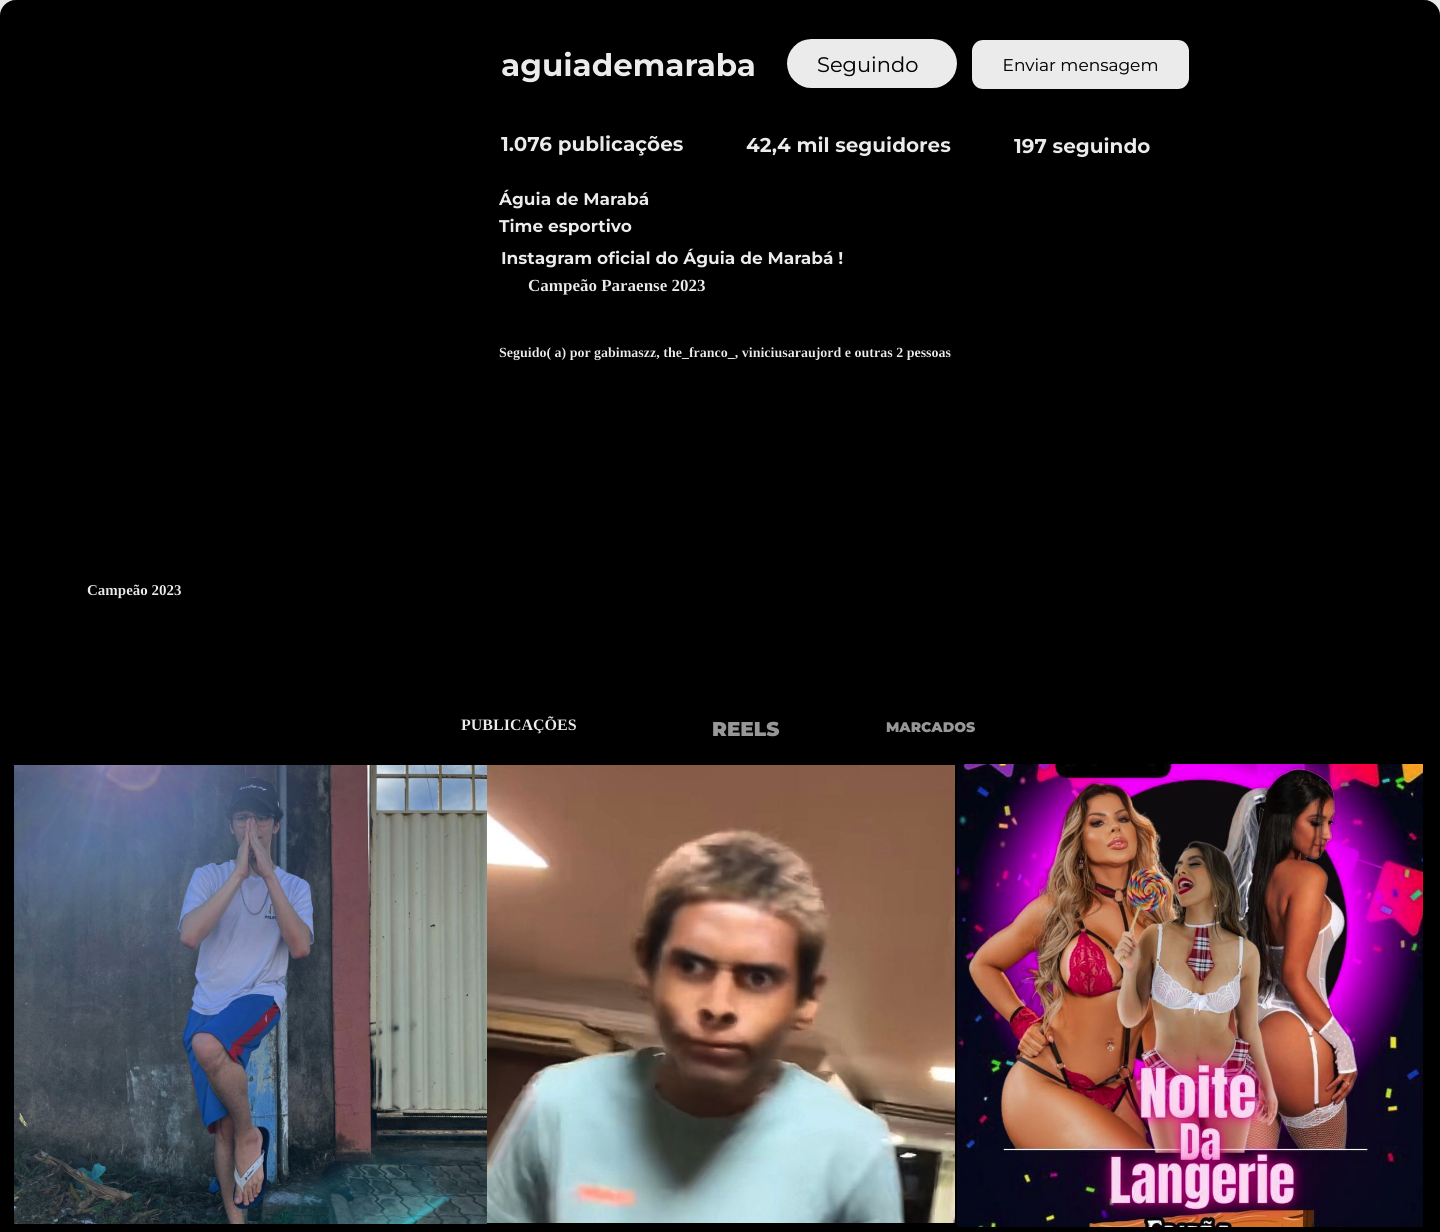 aguiademaraba Seguindo Enviar mensagem
1.076 publicações 42,4 mil seguidores 197 seguindo
Águia de Marabá
Time esportivo
Instagram oficial do Águia de Marabá !
Campeão Paraense 2023
Seguido( a) por gabimaszz, the_franco_, viniciusaraujord e outras 2 pessoas
Campeão 2023
PUBLICAÇÕES REELS MARCADOS
Noite
Da
Langerie